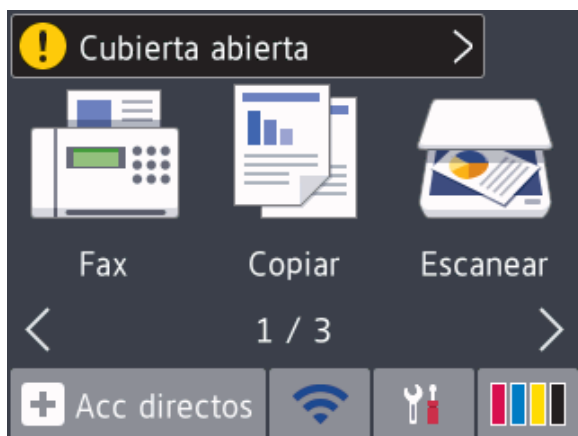 Cubierta abierta
Fax Copiar Escanear
1 / 3
Acc directos